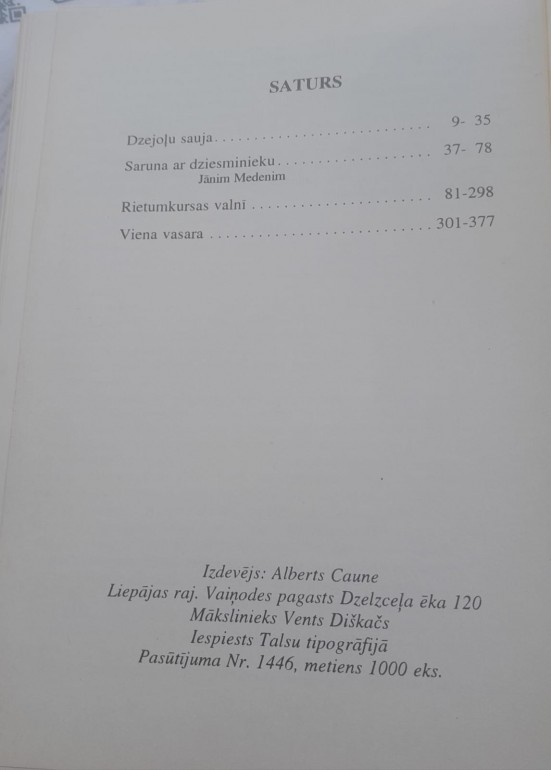 SATURS
Dzejoļu sauja . . . . . . . . . . . . . . . . . . . . . . . . . . 9- 35
Saruna ar dziesminieku . . . . . . . . . . . . . . . . . . 37- 78
Jānim Medenim
Rietumkursas valnī . . . . . . . . . . . . . . . . . . . . . 81-298
Viena vasara . . . . . . . . . . . . . . . . . . . . . . . . . . 301-377
Izdevējs: Alberts Caune
Liepājas raj. Vaiņodes pagasts Dzelzceļa ēka 120
Mākslinieks Vents Diškačs
Iespiests Talsu tipogrāfijā
Pasūtījuma Nr. 1446, metiens 1000 eks.